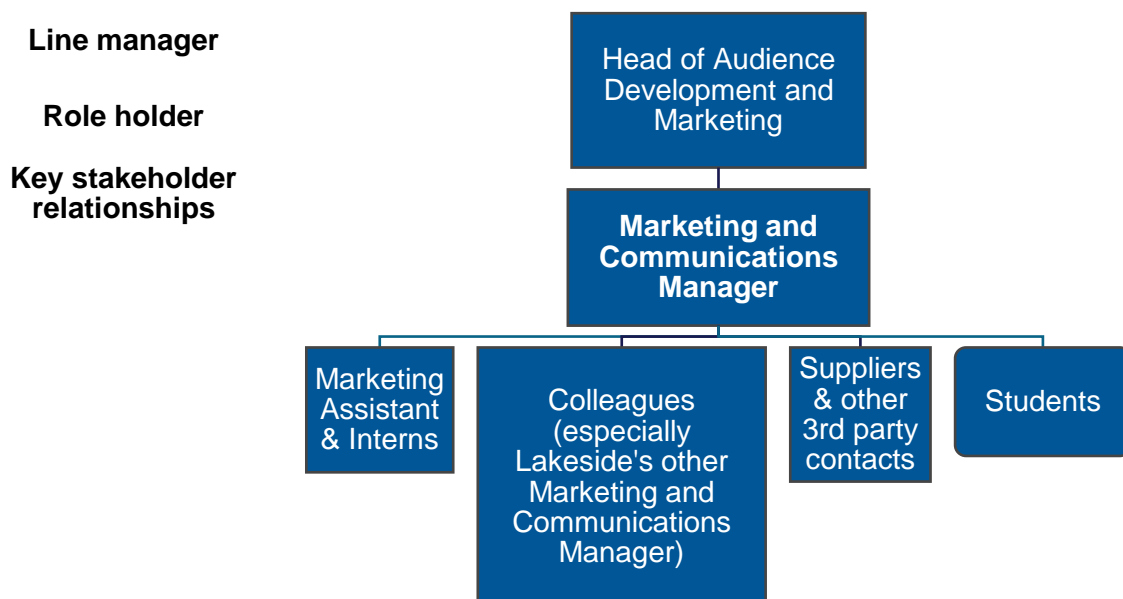 Line manager
Role holder
Key stakeholder
relationships
Head of Audience
Development and
Marketing
Marketing and
Communications
Manager
Marketing
Assistant
& Interns
Colleagues
(especially
Lakeside's other
Marketing and
Communications
Manager)
Suppliers
& other
3rd party
contacts
Students